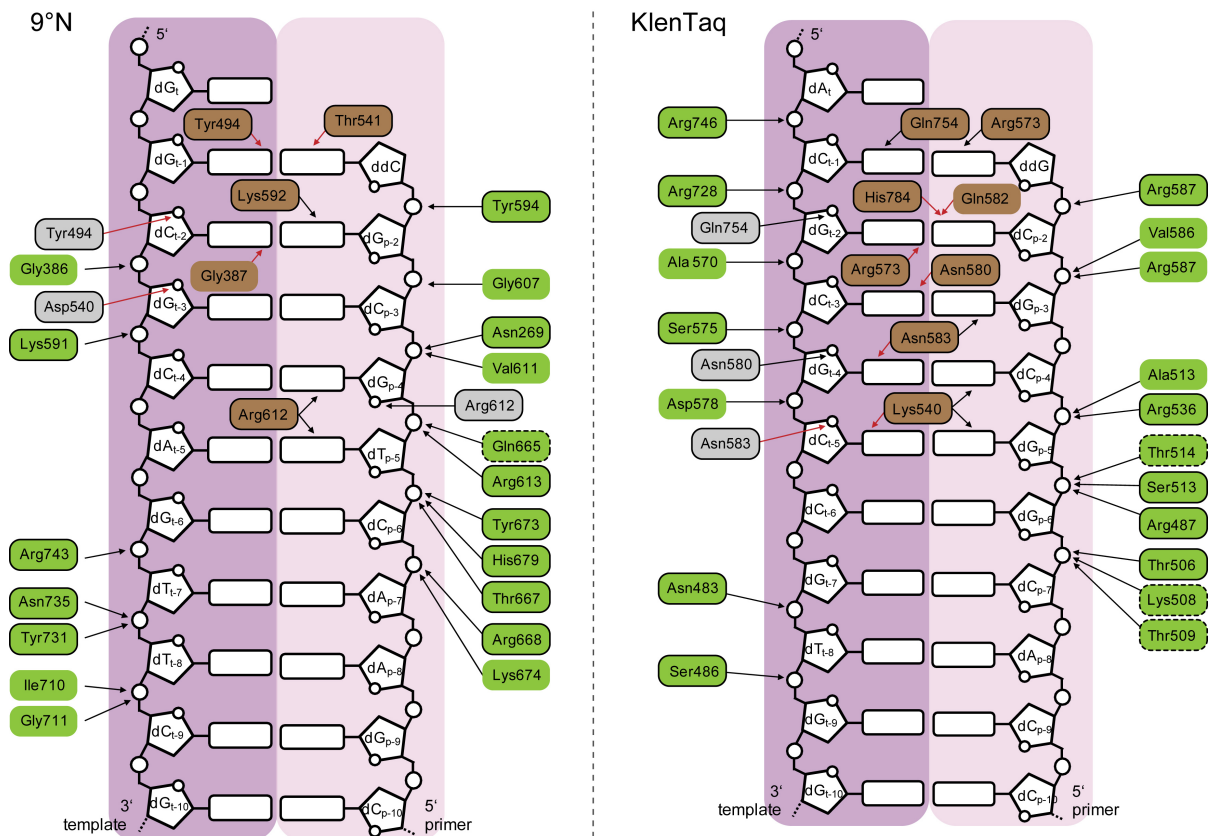 9°N
5‘
dGt
Tyr494
Thr541
dGt-1
ddC
Lys592
Tyr594
Tyr494
dCt-2
dGp-2
Gly386
Gly387
Asp540
dGt-3
dCp-3
Gly607
Lys591
Asn269
Val611
dCt-4
dGp-4
Arg612
Arg612
Gln665
dAt-5
dTp-5
Arg613
dGt-6
dCp-6
Tyr673
Arg743
His679
Asn735
dTt-7
dAp-7
Thr667
Tyr731
Arg668
dTt-8
dAp-8
Lys674
Ile710
Gly711
dCt-9
dGp-9
3‘
dGt-10
dCp-10
5‘
template
primer
KlenTaq
5‘
dAt
Arg746
Gln754
Arg573
dCt-1
ddG
Arg728
His784
Gln582
Arg587
Gln754
dGt-2
dCp-2
Val586
Ala 570
Arg573
Asn580
Arg587
dCt-3
dGp-3
Ser575
Asn583
Asn580
dGt-4
dCp-4
Ala513
Asp578
Lys540
Arg536
Asn583
dCt-5
dGp-5
Thr514
Ser513
dCt-6
dGp-6
Arg487
Thr506
Asn483
dGt-7
dCp-7
Lys508
Thr509
dTt-8
dAp-8
Ser486
dGt-9
dCp-9
3‘
dGt-10
dCp-10
5‘
template
primer